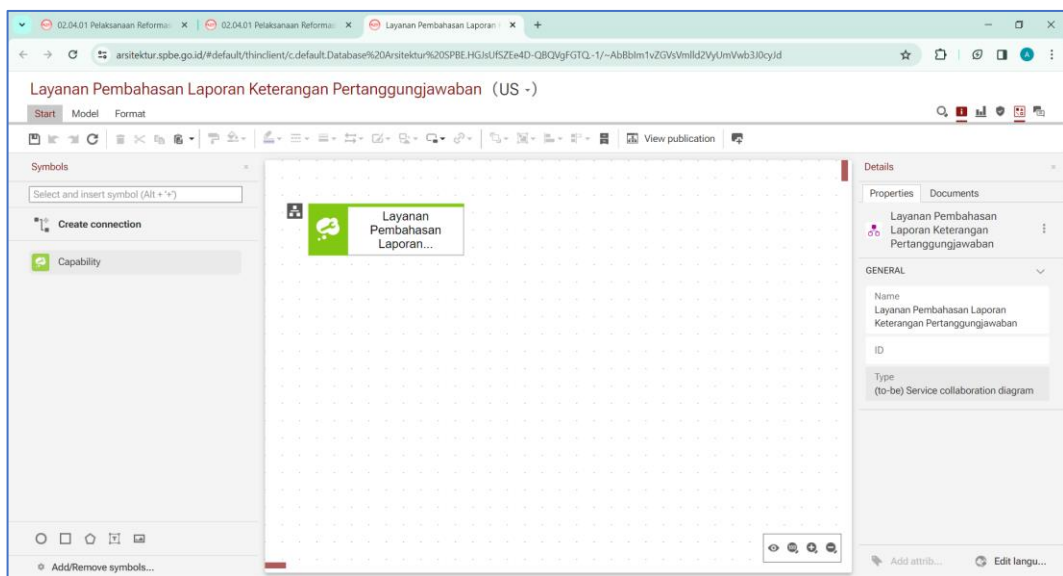 02.04.01 Pelaksanaan Reformas
02.04.01 Pelaksanaan Reformas
Layanan Pembahasan Laporan
arsitektur.spbe.go.id/#default/thinclient/c.default.Database%20Arsitektur%20SPBE.HGJsUfSZEe4D-QBQVgFGTQ.-1/~AbBbIm1vZGVsVmlld2VyUmVwb3J0cyJd
A
Layanan Pembahasan Laporan Keterangan Pertanggungjawaban (US -)
Start Model Format
View publication
Symbols
Select and insert symbol (Alt + '+')
Create connection
Capability
Add/Remove symbols...
Layanan
Pembahasan
Laporan...
Details
Properties Documents
Layanan Pembahasan
Laporan Keterangan
Pertanggungjawaban
GENERAL
Name
Layanan Pembahasan Laporan
Keterangan Pertanggungjawaban
ID
Type
(to-be) Service collaboration diagram
Add attrib... Edit langu...